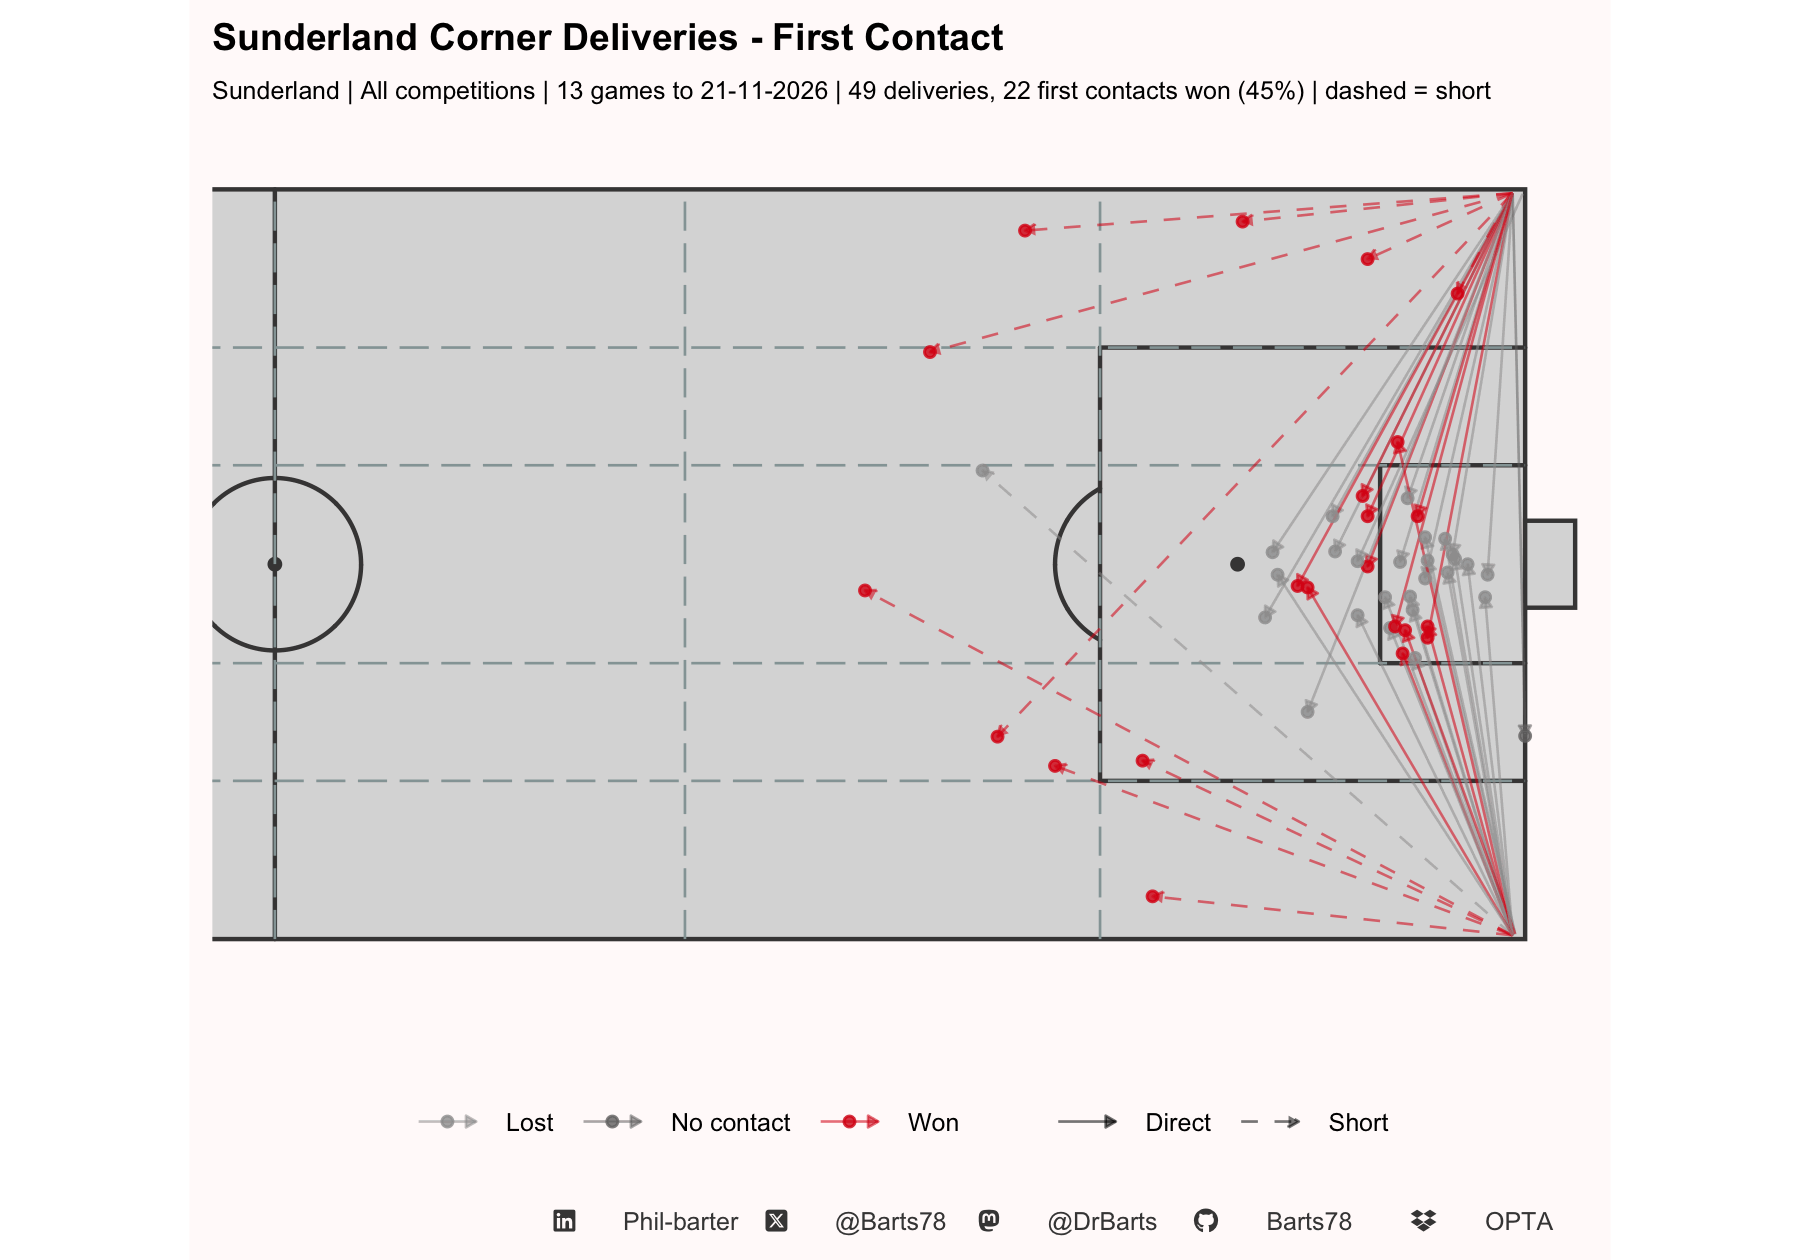 Sunderland Corner Deliveries - First Contact
Sunderland | All competitions | 13 games to 21-11-2026 | 49 deliveries, 22 first contacts won (45%) | dashed = short
Lost No contact Won Direct Short
Phil-barter @Barts78 @DrBarts Barts78 OPTA